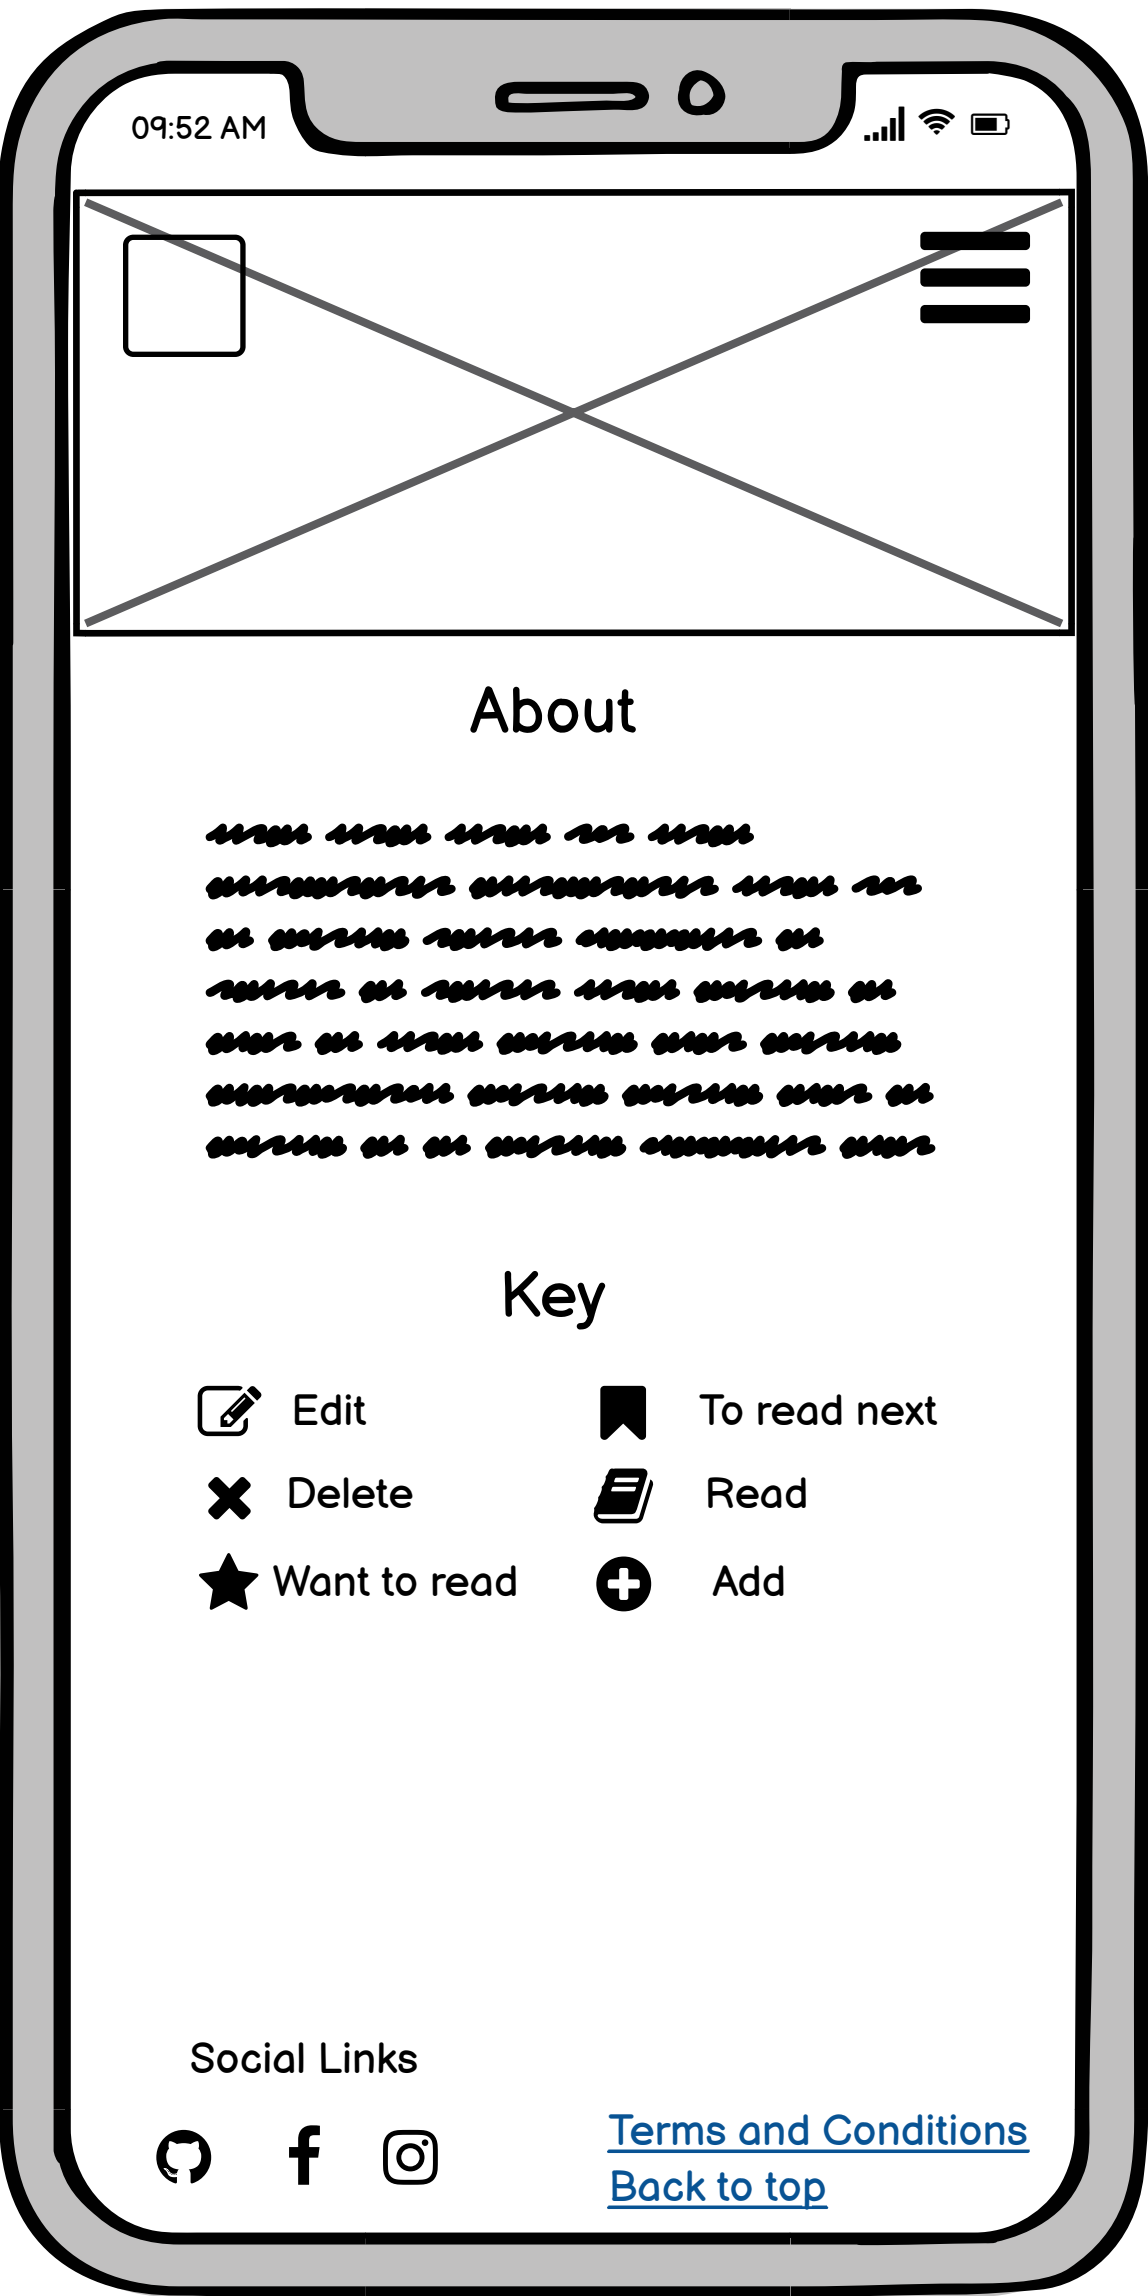 09:52 AM
About
Key
Edit
To read next
Delete
Read
Want to read
Add
Social Links
Terms and Conditions
Back to top